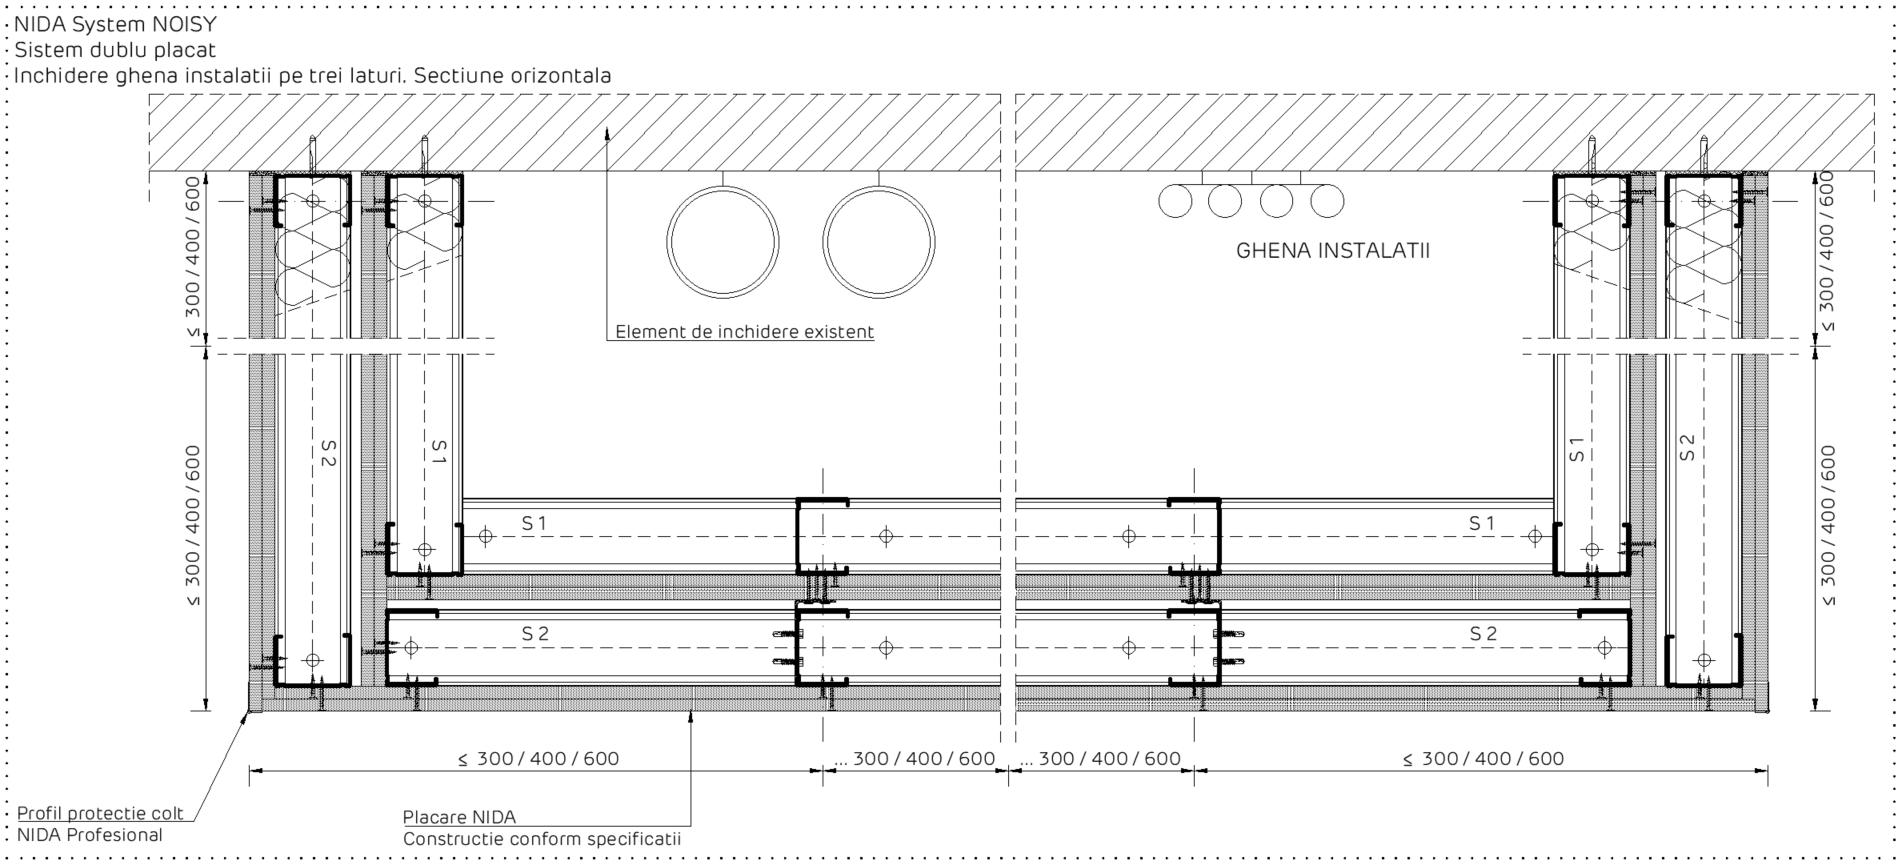 NIDA System NOISY
Sistem dublu placat
Inchidere ghena instalatii pe trei laturi. Sectiune orizontala
≤ 300 / 400 / 600
≤ 300 / 400 / 600
GHENA INSTALATII
Element de inchidere existent
S 2
S 1
S 1
S 2
≤ 300 / 400 / 600
≤ 300 / 400 / 600
S 1
S 1
S 2
S 2
≤ 300 / 400 / 600
... 300 / 400 / 600
... 300 / 400 / 600
≤ 300 / 400 / 600
Profil protectie colt
NIDA Profesional
Placare NIDA
Constructie conform specificatii